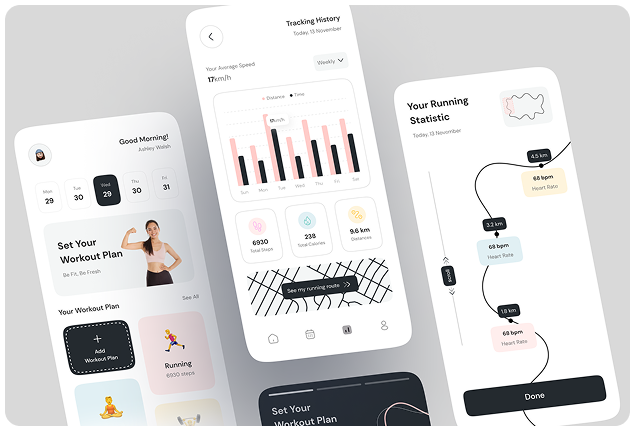 Good Morning!
Ashley Walsh
Mon
29
Tue
30
Wed
29
Thu
30
Fri
31
Set Your
Workout Plan
Be Fit, Be Fresh
Your Workout Plan
See All
+
Add
Workout Plan
Running
6930 steps
Tracking History
Today, 13 November
Your Average Speed
17km/h
Weekly
Distance
Time
17km/h
Sun
Mon
Tue
Wed
Thu
Fri
Sat
6930
Total Steps
238
Total Calories
9.6 km
Distances
See my running route
Set Your
Workout Plan
Your Running
Statistic
Today, 13 November
4.5 km
68 bpm
Heart Rate
3.2 km
68 bpm
Heart Rate
1.8 km
68 bpm
Heart Rate
Done